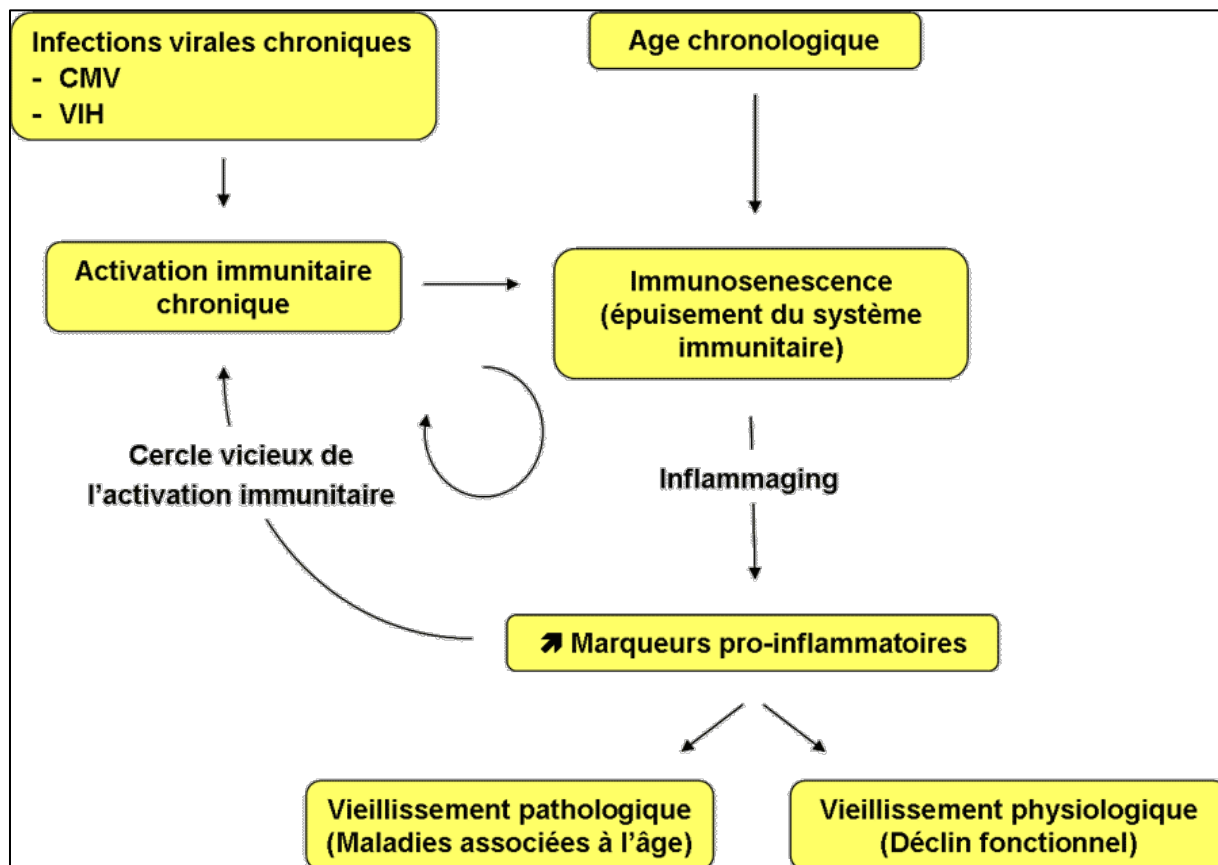 Infections virales chroniques
- CMV
- VIH
Age chronologique
Activation immunitaire
chronique
Immunosenescence
(épuisement du système
immunitaire)
Cercle vicieux de
l’activation immunitaire
Inflammaging
↗ Marqueurs pro-inflammatoires
Vieillissement pathologique
(Maladies associées à l’âge)
Vieillissement physiologique
(Déclin fonctionnel)